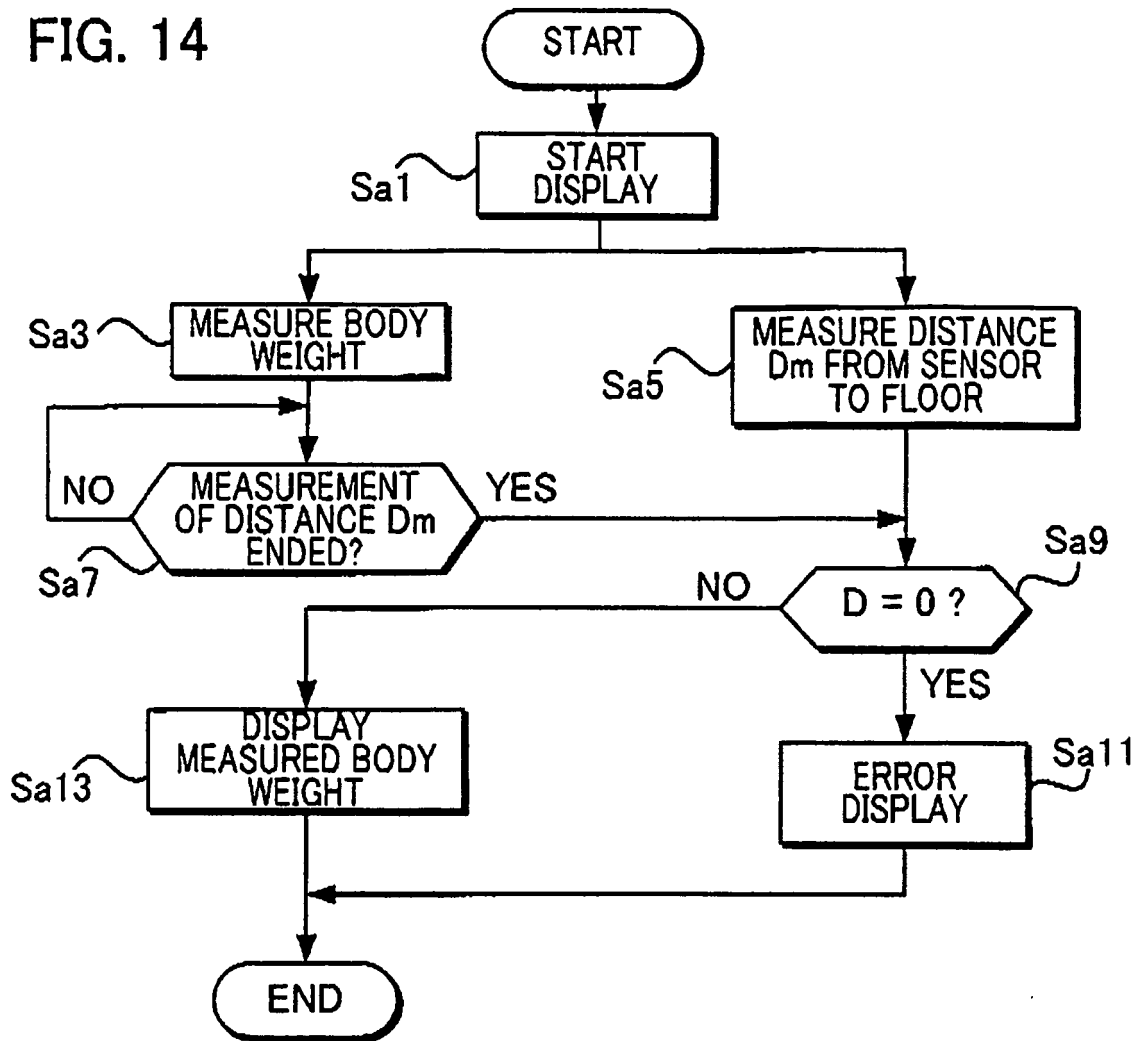 FIG. 14
START
START
DISPLAY
Sa1
MEASURE BODY
WEIGHT
Sa3
MEASURE DISTANCE
Dm FROM SENSOR
TO FLOOR
Sa5
MEASUREMENT
OF DISTANCE Dm
ENDED?
NO
YES
Sa7
D = 0 ?
Sa9
NO
YES
DISPLAY
MEASURED BODY
WEIGHT
Sa13
ERROR
DISPLAY
Sa11
END